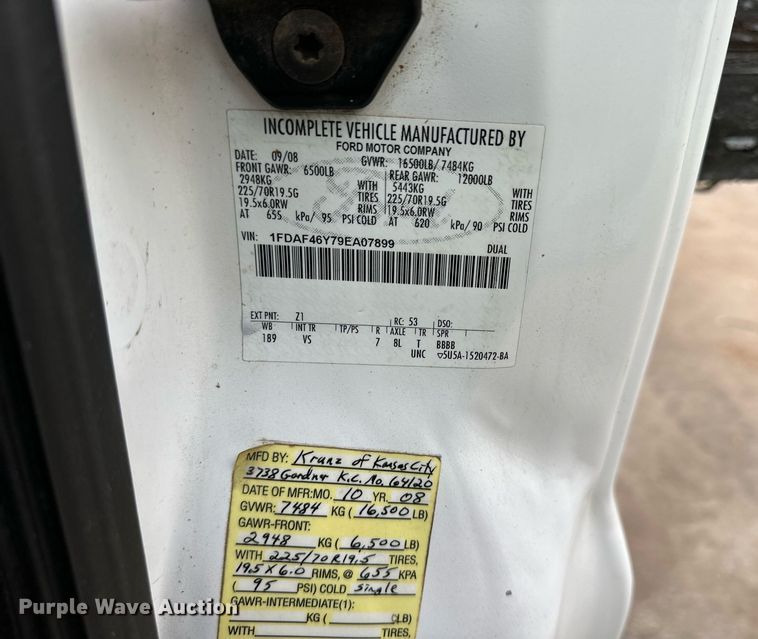 INCOMPLETE VEHICLE MANUFACTURED BY
FORD MOTOR COMPANY
DATE: 09/08 GVWR: 16500LB/ 7484KG
FRONT GAWR: 6500LB REAR GAWR: 12000LB
2948KG WITH 5443KG WITH
225/70R19.5G TIRES 225/70R19.5G TIRES
19.5x6.0RW RIMS 19.5x6.0RW RIMS
AT 655 kPa/ 95 PSI COLD AT 620 kPa/ 90 PSI COLD
VIN: 1FDAF46Y79EA07899 DUAL
EXT PNT: Z1 RC: 53 DSO:
WB INT TR TP/PS R AXLE TR SPR
189 VS 7 8L T BBBB
UNC ▽5U5A-1520472-BA
MFD BY: Kranz of Kansas City
3738 Gardner K.C. Mo. 64120
DATE OF MFR: MO. 10 YR. 08
GVWR: 7484 KG ( 16,500 LB)
GAWR-FRONT:
2948 KG ( 6,500 LB)
WITH 225/70R19.5 TIRES,
19.5 X 6.0 RIMS, @ 655 KPA
( 95 PSI) COLD single
GAWR-INTERMEDIATE(1):
KG ( LB)
WITH TIRES,
Purple Wave Auction